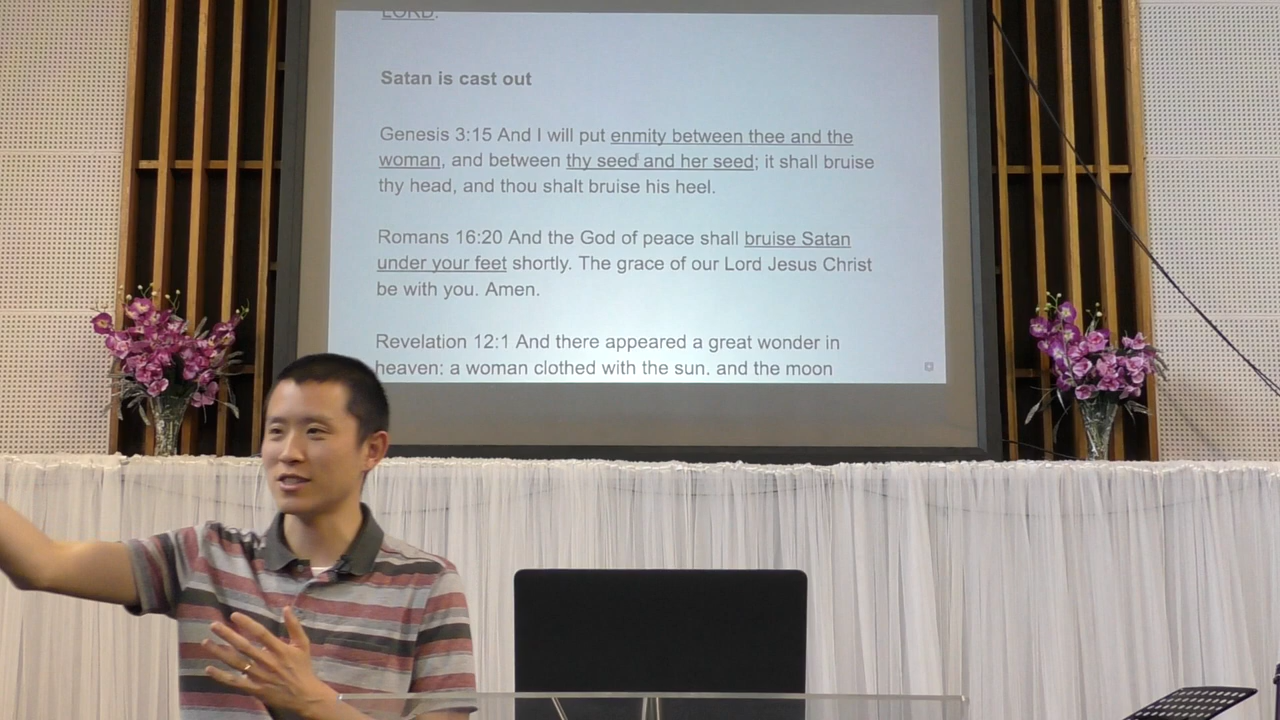 LORD.
Satan is cast out
Genesis 3:15 And I will put enmity between thee and the
woman, and between thy seed and her seed; it shall bruise
thy head, and thou shalt bruise his heel.
Romans 16:20 And the God of peace shall bruise Satan
under your feet shortly. The grace of our Lord Jesus Christ
be with you. Amen.
Revelation 12:1 And there appeared a great wonder in
heaven: a woman clothed with the sun, and the moon